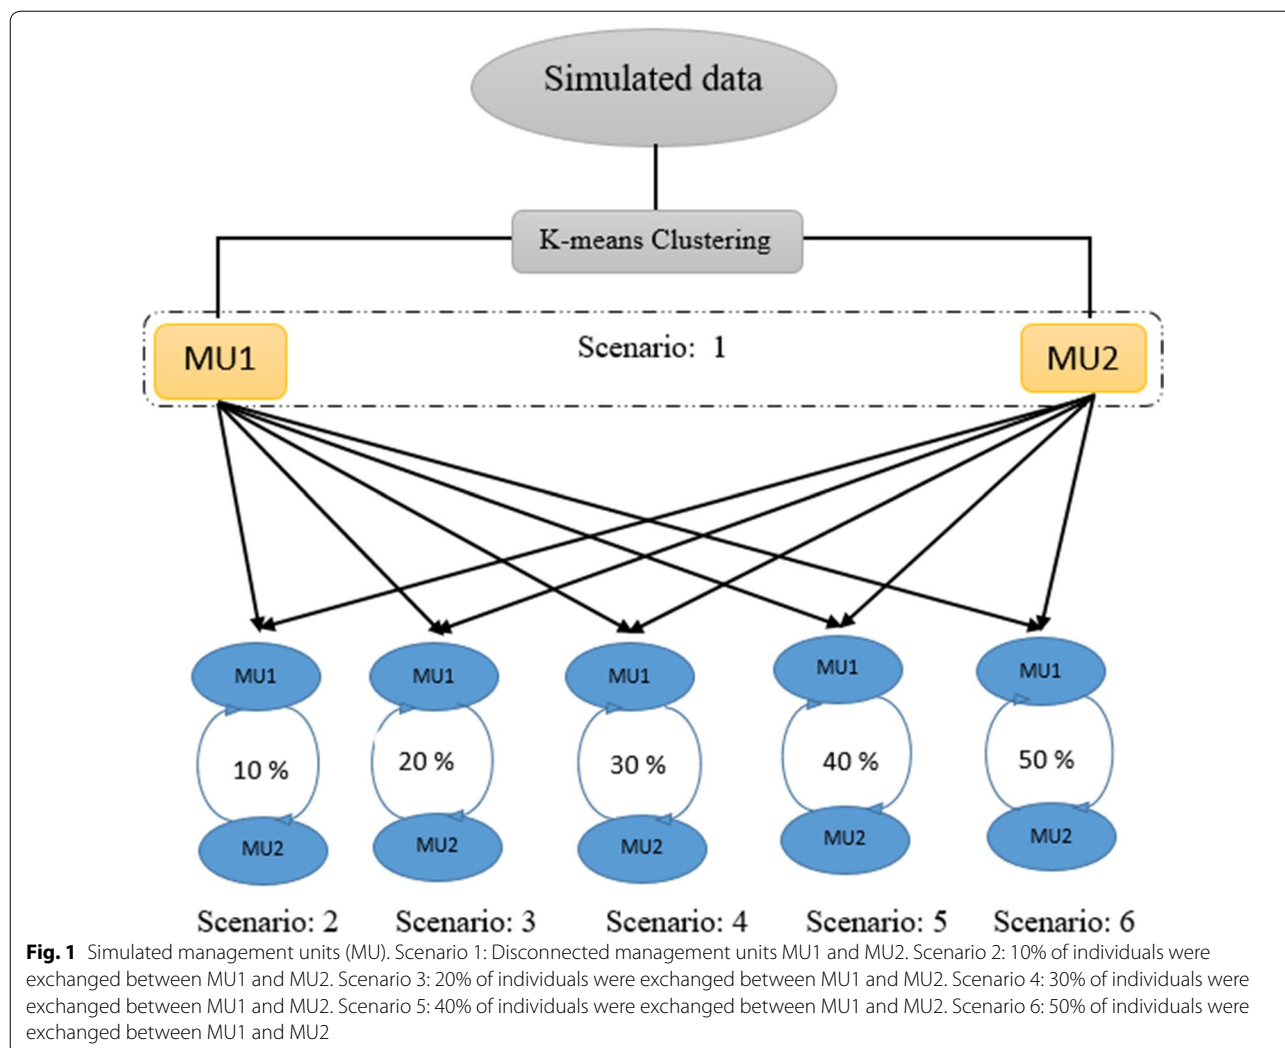 Simulated data
K-means Clustering
Scenario: 1
MU1
MU2
MU1
MU1
MU1
MU1
MU1
10 %
20 %
30 %
40 %
50 %
MU2
MU2
MU2
MU2
MU2
Scenario: 2
Scenario: 3
Scenario: 4
Scenario: 5
Scenario: 6
Fig. 1 Simulated management units (MU). Scenario 1: Disconnected management units MU1 and MU2. Scenario 2: 10% of individuals were
exchanged between MU1 and MU2. Scenario 3: 20% of individuals were exchanged between MU1 and MU2. Scenario 4: 30% of individuals were
exchanged between MU1 and MU2. Scenario 5: 40% of individuals were exchanged between MU1 and MU2. Scenario 6: 50% of individuals were
exchanged between MU1 and MU2